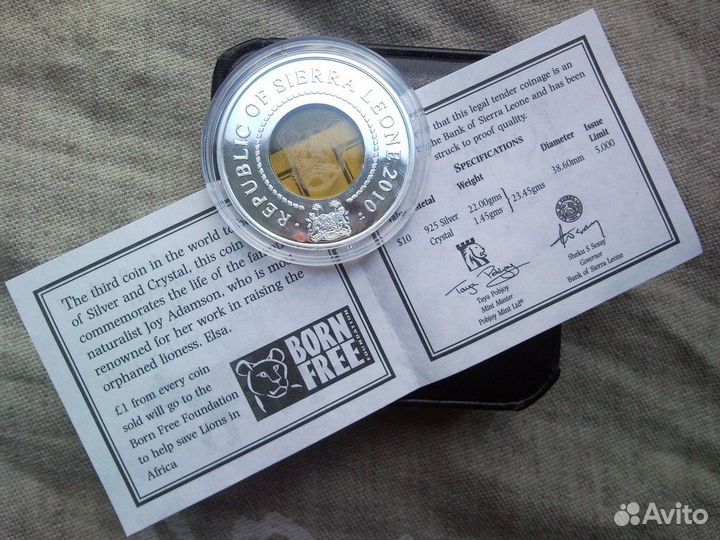 REPUBLIC OF SIERRA LEONE 2010
The third coin in the world to
of Silver and Crystal, this coin
commemorates the life of the
naturalist Joy Adamson, who is mo
renowned for her work in raising the
orphaned lioness, Elsa.
£1 from every coin
sold will go to the
Born Free Foundation
to help save Lions in
Africa
BORN
FREE
FOUNDATION
that this legal tender coinage is an
the Bank of Sierra Leone and has been
struck to proof quality.
SPECIFICATIONS
Metal Weight Diameter Issue
Limit
$10 925 Silver 22.00gms 23.45gms 38.60mm 5,000
Crystal 1.45gms
Taya Pobjoy
Taya Pobjoy
Mint Master
Pobjoy Mint Ltd®
Sheku S Sesay
Governor
Bank of Sierra Leone
Avito